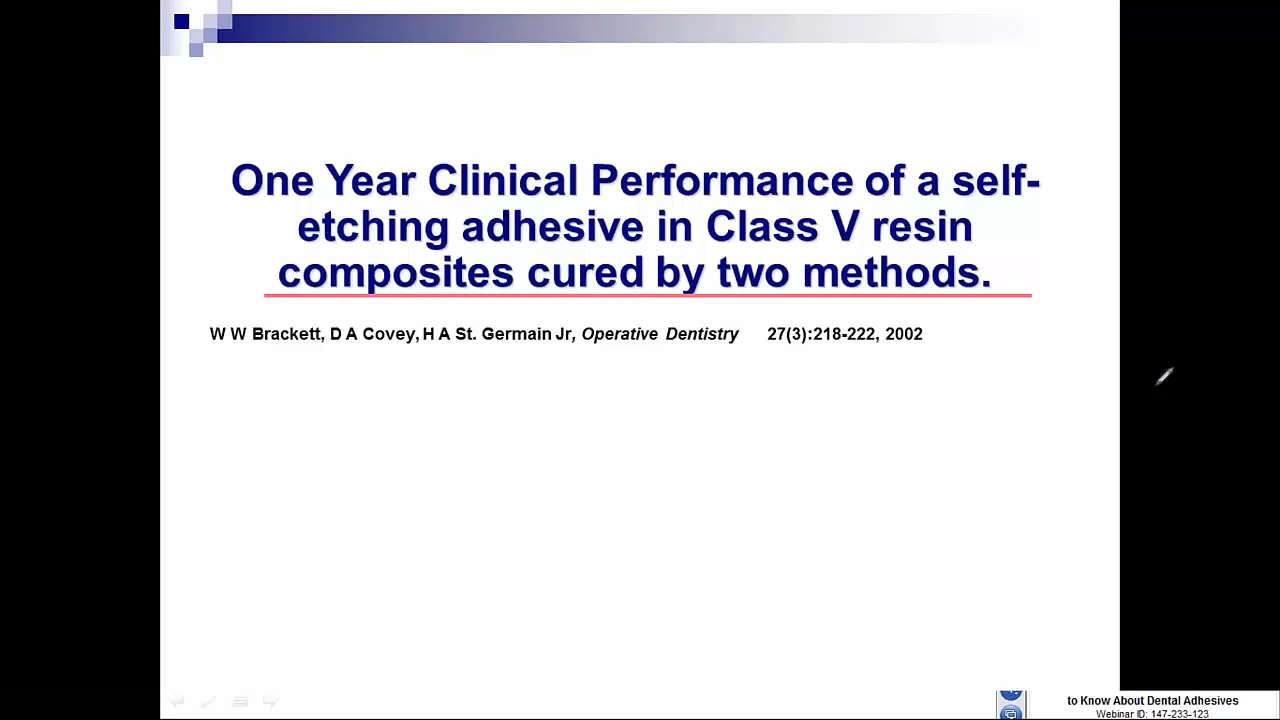 One Year Clinical Performance of a self-
etching adhesive in Class V resin
composites cured by two methods.
W W Brackett, D A Covey, H A St. Germain Jr, Operative Dentistry 27(3):218-222, 2002
to Know About Dental Adhesives
Webinar ID: 147-233-123